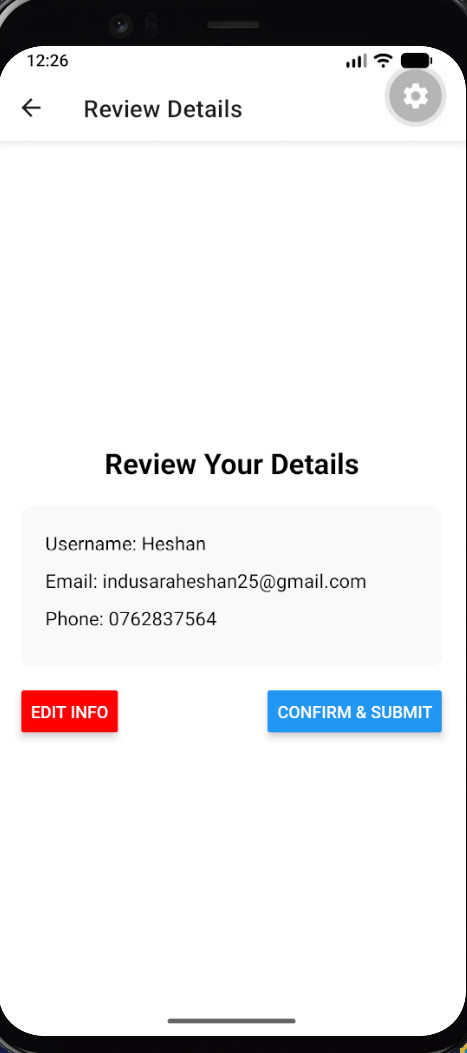 12:26
Review Details
Review Your Details
Username: Heshan
Email: indusaraheshan25@gmail.com
Phone: 0762837564
EDIT INFO
CONFIRM & SUBMIT